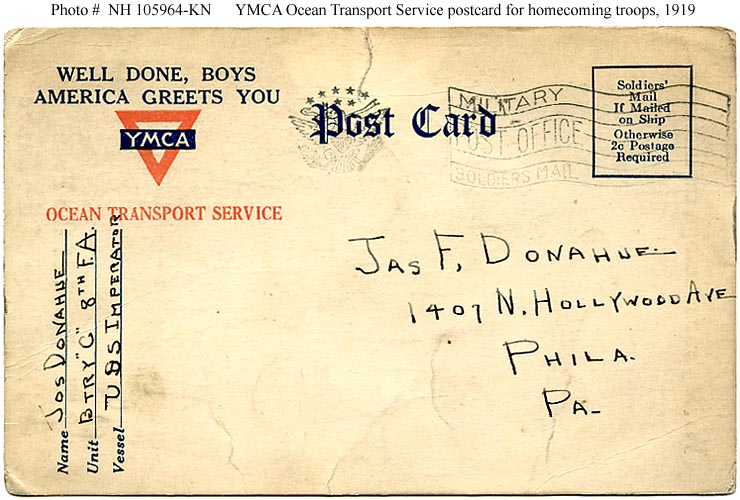 Photo # NH 105964-KN YMCA Ocean Transport Service postcard for homecoming troops, 1919
WELL DONE, BOYS
AMERICA GREETS YOU
YMCA
OCEAN TRANSPORT SERVICE
Post Card
MILITARY
POST OFFICE
SOLDIERS MAIL
Soldiers'
Mail
If Mailed
on Ship
Otherwise
2c Postage
Required
JAS F, DONAHUE
1407 N. HOLLYWOOD AVE
PHILA.
PA-
Name JOS DONAHUE
Unit BTRY "C" 8TH F.A.
Vessel USS IMPERATOR